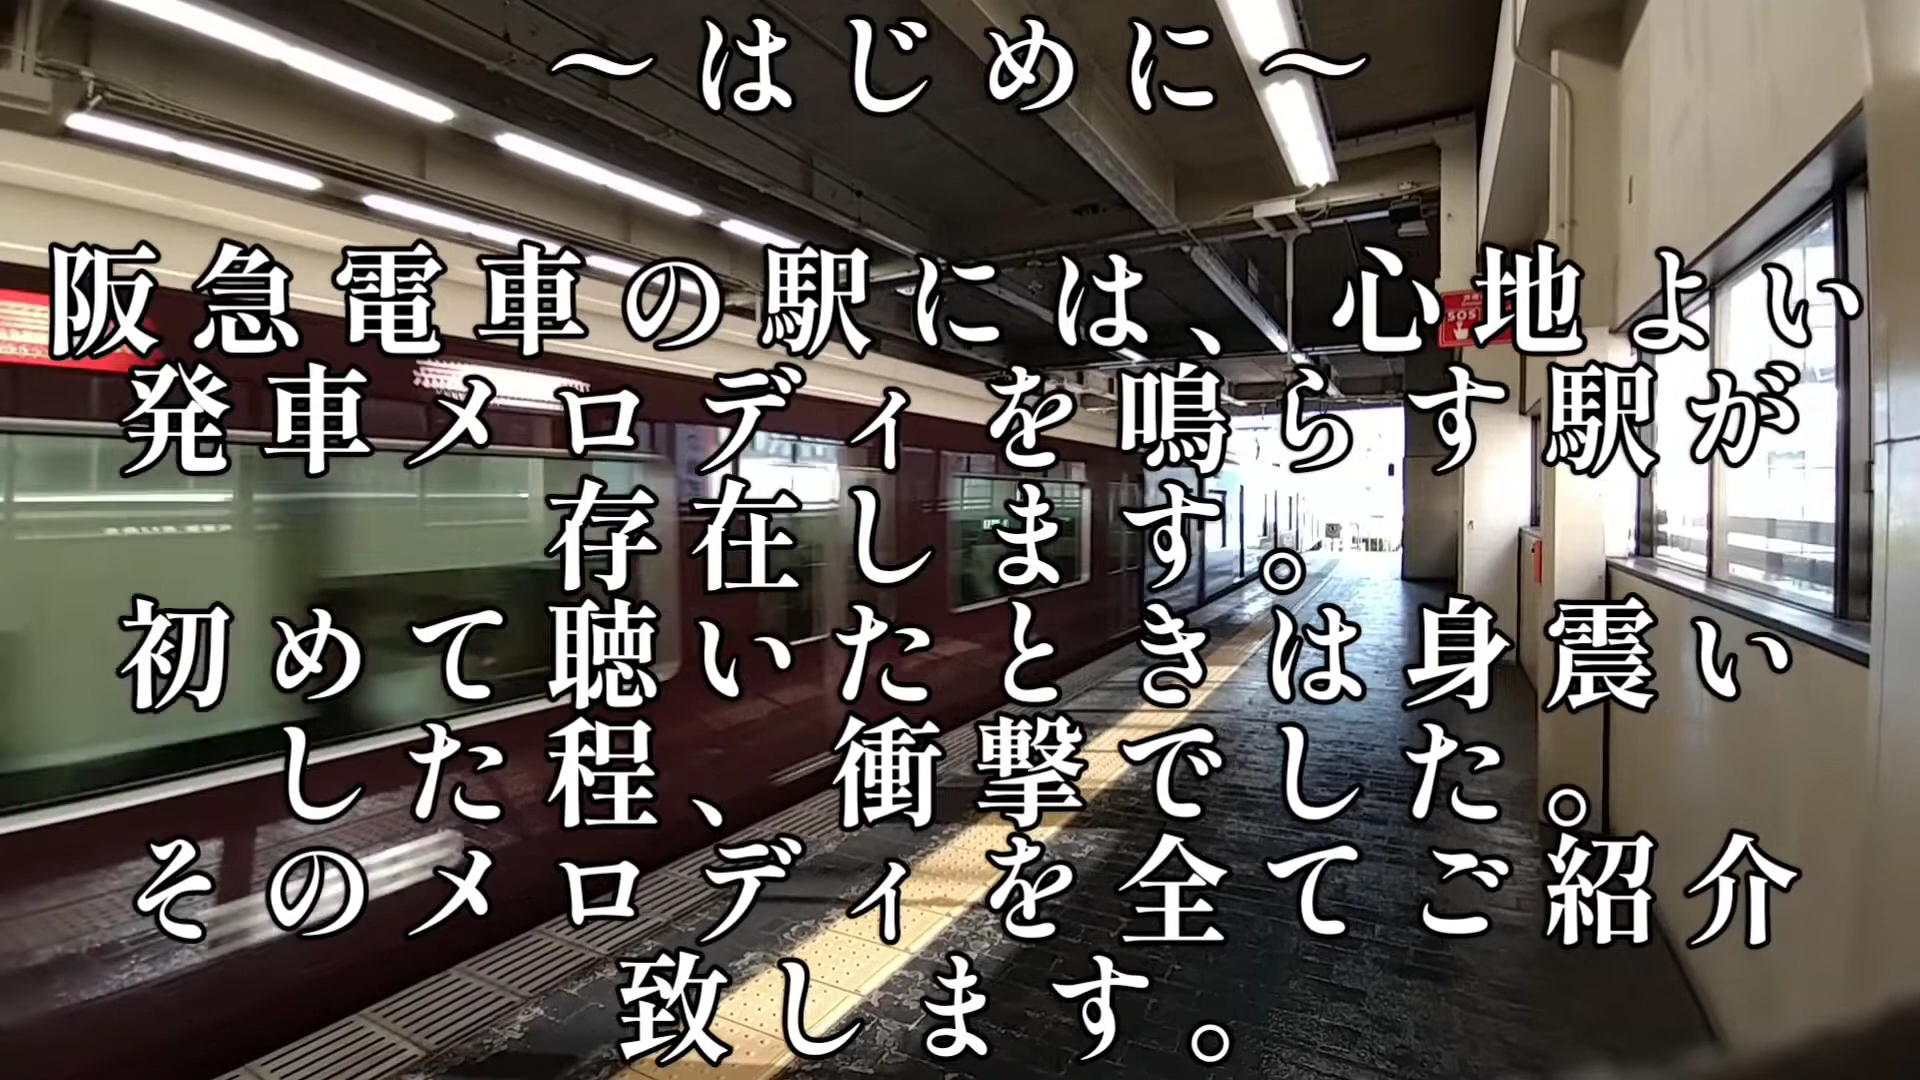 ～はじめに～
阪急電車の駅には、心地よい
発車メロディを鳴らす駅が
存在します。
初めて聴いたときは身震い
した程、衝撃でした。
そのメロディを全てご紹介
致します。
SOS